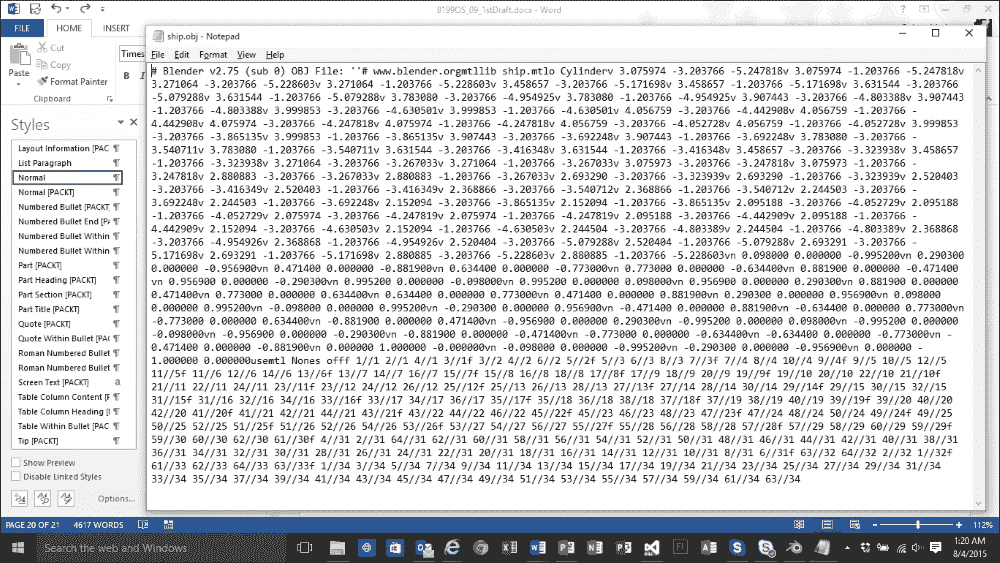 8199OS_09_1stDraft.docx - Word
FILE
HOME
INSERT
Cut
Copy
Format Painter
Paste
Clipboard
Times
B I
Styles
Layout Information [PAC
List Paragraph
Normal
Normal [PACKT]
Numbered Bullet [PACKT]
Numbered Bullet End [PA
Numbered Bullet Within
Numbered Bullet Within
Part [PACKT]
Part Heading [PACKT]
Part Section [PACKT]
Part Title [PACKT]
Quote [PACKT]
Quote Within Bullet [PAC
Roman Numbered Bullet
Roman Numbered Bullet
Screen Text [PACKT]
Table Column Content [P
Table Column Heading [P
Table Within Bullet [PAC
Tip [PACKT]
Show Preview
Disable Linked Styles
Options...
ship.obj - Notepad
File Edit Format View Help
# Blender v2.75 (sub 0) OBJ File: ''# www.blender.orgmtllib ship.mtlo Cylinderv 3.075974 -3.203766 -5.247818v 3.075974 -1.203766 -5.247818v
3.271064 -3.203766 -5.228603v 3.271064 -1.203766 -5.228603v 3.458657 -3.203766 -5.171698v 3.458657 -1.203766 -5.171698v 3.631544 -3.203766
-5.079288v 3.631544 -1.203766 -5.079288v 3.783080 -3.203766 -4.954925v 3.783080 -1.203766 -4.954925v 3.907443 -3.203766 -4.803388v 3.907443
-1.203766 -4.803388v 3.999853 -3.203766 -4.630501v 3.999853 -1.203766 -4.630501v 4.056759 -3.203766 -4.442908v 4.056759 -1.203766 -
4.442908v 4.075974 -3.203766 -4.247818v 4.075974 -1.203766 -4.247818v 4.056759 -3.203766 -4.052728v 4.056759 -1.203766 -4.052728v 3.999853
-3.203766 -3.865135v 3.999853 -1.203766 -3.865135v 3.907443 -3.203766 -3.692248v 3.907443 -1.203766 -3.692248v 3.783080 -3.203766 -
3.540711v 3.783080 -1.203766 -3.540711v 3.631544 -3.203766 -3.416348v 3.631544 -1.203766 -3.416348v 3.458657 -3.203766 -3.323938v 3.458657
-1.203766 -3.323938v 3.271064 -3.203766 -3.267033v 3.271064 -1.203766 -3.267033v 3.075973 -3.203766 -3.247818v 3.075973 -1.203766 -
3.247818v 2.880883 -3.203766 -3.267033v 2.880883 -1.203766 -3.267033v 2.693290 -3.203766 -3.323939v 2.693290 -1.203766 -3.323939v 2.520403
-3.203766 -3.416349v 2.520403 -1.203766 -3.416349v 2.368866 -3.203766 -3.540712v 2.368866 -1.203766 -3.540712v 2.244503 -3.203766 -
3.692248v 2.244503 -1.203766 -3.692248v 2.152094 -3.203766 -3.865135v 2.152094 -1.203766 -3.865135v 2.095188 -3.203766 -4.052729v 2.095188
-1.203766 -4.052729v 2.075974 -3.203766 -4.247819v 2.075974 -1.203766 -4.247819v 2.095188 -3.203766 -4.442909v 2.095188 -1.203766 -
4.442909v 2.152094 -3.203766 -4.630503v 2.152094 -1.203766 -4.630503v 2.244504 -3.203766 -4.803389v 2.244504 -1.203766 -4.803389v 2.368868
-3.203766 -4.954926v 2.368868 -1.203766 -4.954926v 2.520404 -3.203766 -5.079288v 2.520404 -1.203766 -5.079288v 2.693291 -3.203766 -
5.171698v 2.693291 -1.203766 -5.171698v 2.880885 -3.203766 -5.228603v 2.880885 -1.203766 -5.228603vn 0.098000 0.000000 -0.995200vn 0.290300
0.000000 -0.956900vn 0.471400 0.000000 -0.881900vn 0.634400 0.000000 -0.773000vn 0.773000 0.000000 -0.634400vn 0.881900 0.000000 -0.471400
vn 0.956900 0.000000 -0.290300vn 0.995200 0.000000 -0.098000vn 0.995200 0.000000 0.098000vn 0.956900 0.000000 0.290300vn 0.881900 0.000000
0.471400vn 0.773000 0.000000 0.634400vn 0.634400 0.000000 0.773000vn 0.471400 0.000000 0.881900vn 0.290300 0.000000 0.956900vn 0.098000
0.000000 0.995200vn -0.098000 0.000000 0.995200vn -0.290300 0.000000 0.956900vn -0.471400 0.000000 0.881900vn -0.634400 0.000000 0.773000vn
-0.773000 0.000000 0.634400vn -0.881900 0.000000 0.471400vn -0.956900 0.000000 0.290300vn -0.995200 0.000000 0.098000vn -0.995200 0.000000
-0.098000vn -0.956900 0.000000 -0.290300vn -0.881900 0.000000 -0.471400vn -0.773000 0.000000 -0.634400vn -0.634400 0.000000 -0.773000vn -
0.471400 0.000000 -0.881900vn 0.000000 1.000000 -0.000000vn -0.098000 0.000000 -0.995200vn -0.290300 0.000000 -0.956900vn 0.000000 -
1.000000 0.000000usemtl Nones offf 1//1 2//1 4//1 3//1f 3//2 4//2 6//2 5//2f 5//3 6//3 8//3 7//3f 7//4 8//4 10//4 9//4f 9//5 10//5 12//5
11//5f 11//6 12//6 14//6 13//6f 13//7 14//7 16//7 15//7f 15//8 16//8 18//8 17//8f 17//9 18//9 20//9 19//9f 19//10 20//10 22//10 21//10f
21//11 22//11 24//11 23//11f 23//12 24//12 26//12 25//12f 25//13 26//13 28//13 27//13f 27//14 28//14 30//14 29//14f 29//15 30//15 32//15
31//15f 31//16 32//16 34//16 33//16f 33//17 34//17 36//17 35//17f 35//18 36//18 38//18 37//18f 37//19 38//19 40//19 39//19f 39//20 40//20
42//20 41//20f 41//21 42//21 44//21 43//21f 43//22 44//22 46//22 45//22f 45//23 46//23 48//23 47//23f 47//24 48//24 50//24 49//24f 49//25
50//25 52//25 51//25f 51//26 52//26 54//26 53//26f 53//27 54//27 56//27 55//27f 55//28 56//28 58//28 57//28f 57//29 58//29 60//29 59//29f
59//30 60//30 62//30 61//30f 4//31 2//31 64//31 62//31 60//31 58//31 56//31 54//31 52//31 50//31 48//31 46//31 44//31 42//31 40//31 38//31
36//31 34//31 32//31 30//31 28//31 26//31 24//31 22//31 20//31 18//31 16//31 14//31 12//31 10//31 8//31 6//31f 63//32 64//32 2//32 1//32f
61//33 62//33 64//33 63//33f 1//34 3//34 5//34 7//34 9//34 11//34 13//34 15//34 17//34 19//34 21//34 23//34 25//34 27//34 29//34 31//34
33//34 35//34 37//34 39//34 41//34 43//34 45//34 47//34 49//34 51//34 53//34 55//34 57//34 59//34 61//34 63//34
PAGE 20 OF 21 4617 WORDS
112%
Search the web and Windows
1:20 AM
8/4/2015